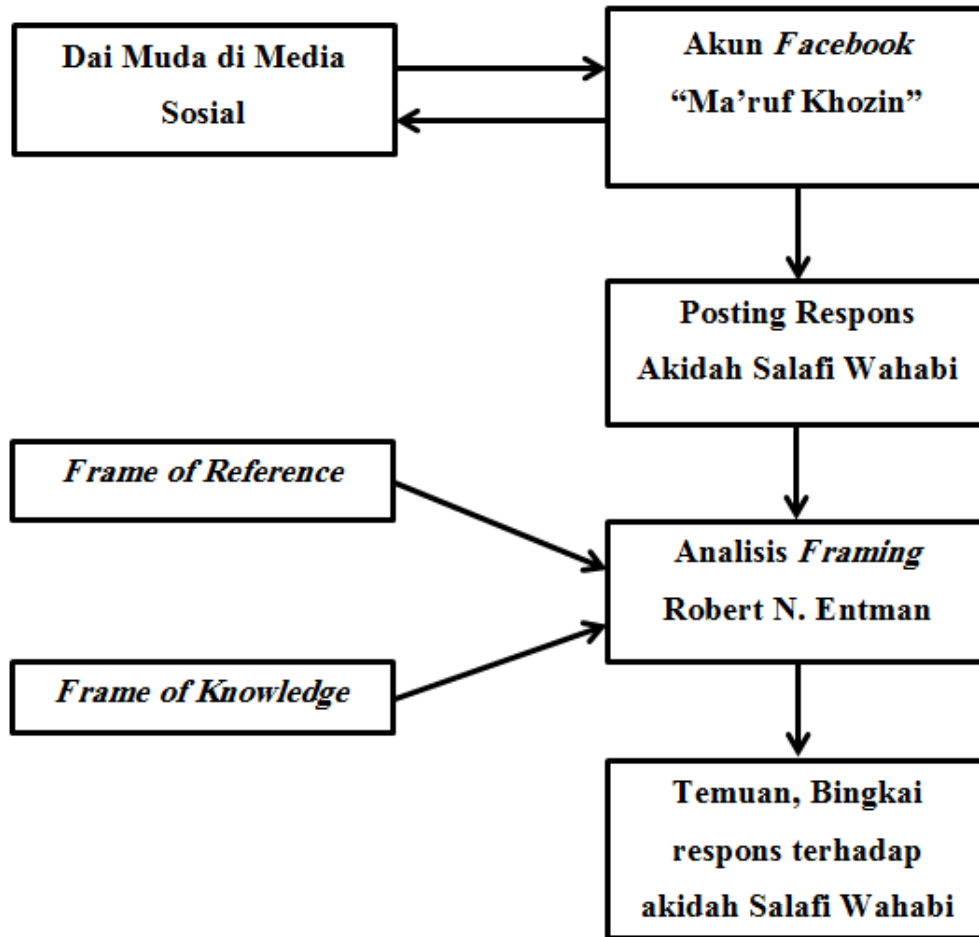 Dai Muda di Media
Sosial
Akun Facebook
“Ma’ruf Khozin”
Posting Respons
Akidah Salafi Wahabi
Frame of Reference
Analisis Framing
Robert N. Entman
Frame of Knowledge
Temuan, Bingkai
respons terhadap
akidah Salafi Wahabi